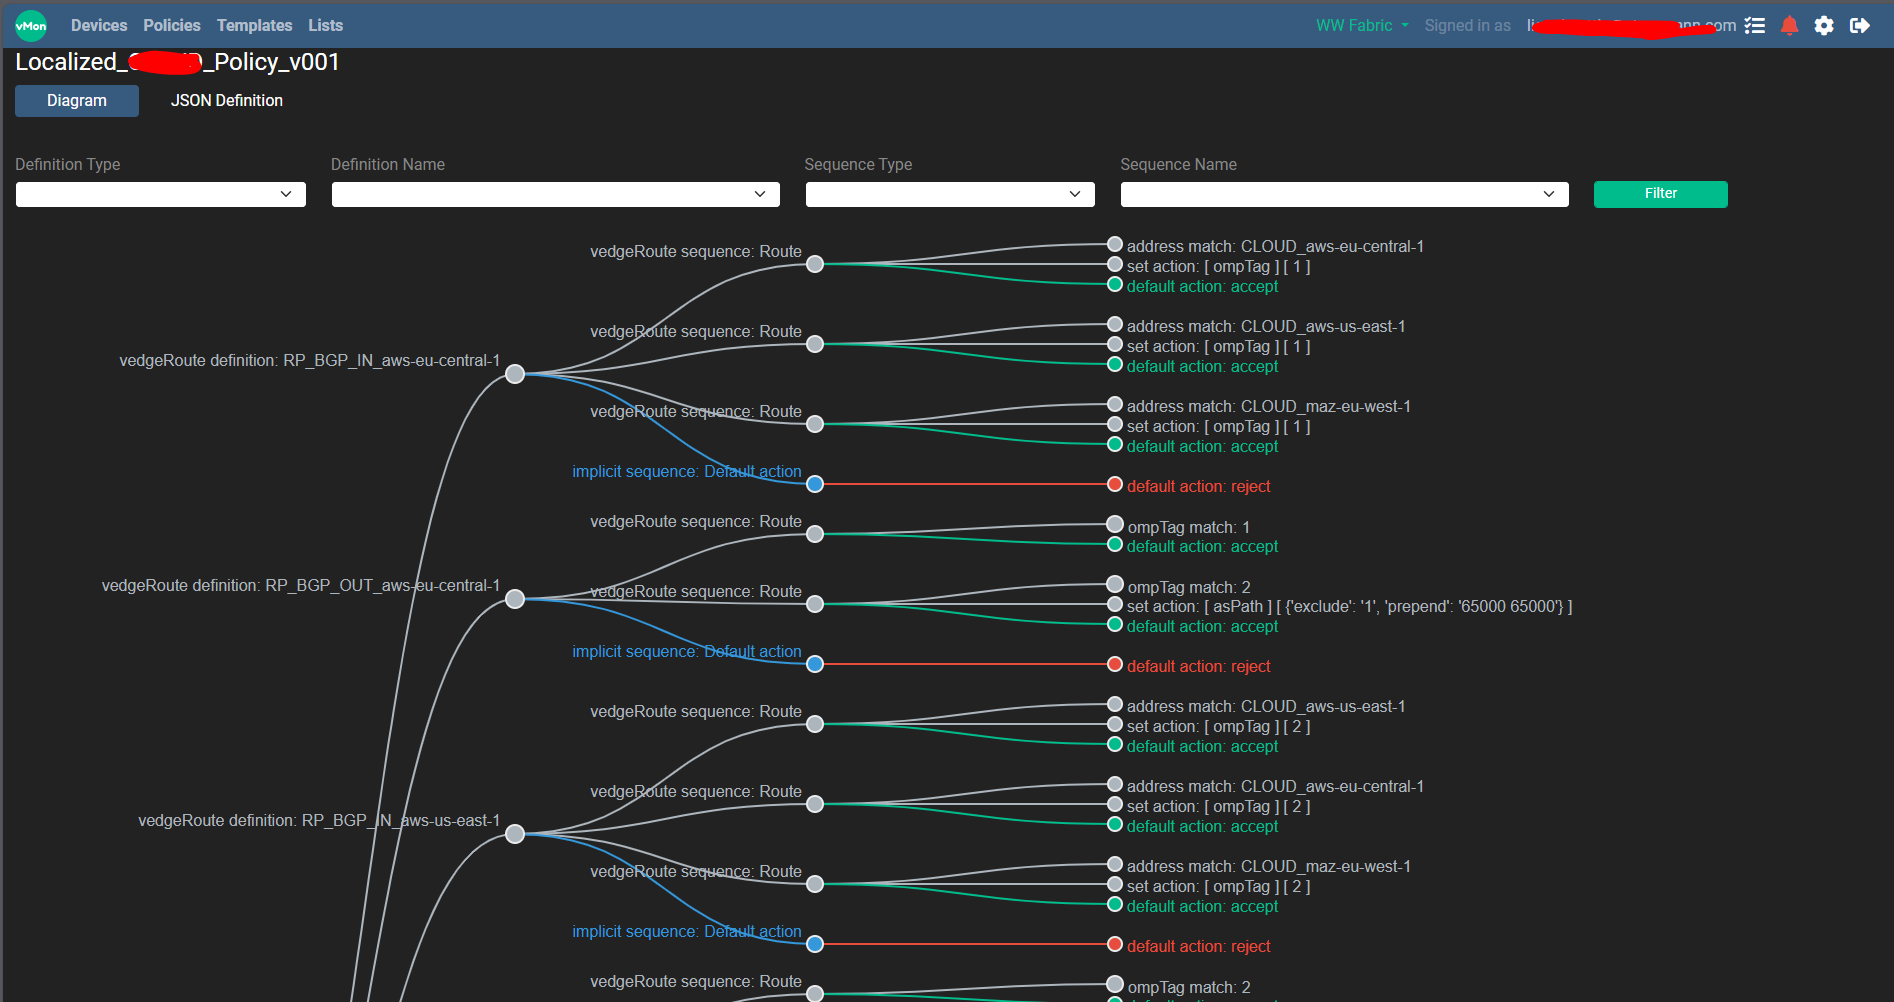 vMon Devices Policies Templates Lists WW Fabric Signed in as com
Localized_ _Policy_v001
Diagram JSON Definition
Definition Type Definition Name Sequence Type Sequence Name
Filter
vedgeRoute definition: RP_BGP_IN_aws-eu-central-1
vedgeRoute sequence: Route
address match: CLOUD_aws-eu-central-1
set action: [ ompTag ] [ 1 ]
default action: accept
vedgeRoute sequence: Route
address match: CLOUD_aws-us-east-1
set action: [ ompTag ] [ 1 ]
default action: accept
vedgeRoute sequence: Route
address match: CLOUD_maz-eu-west-1
set action: [ ompTag ] [ 1 ]
default action: accept
implicit sequence: Default action
default action: reject
vedgeRoute definition: RP_BGP_OUT_aws-eu-central-1
vedgeRoute sequence: Route
ompTag match: 1
default action: accept
vedgeRoute sequence: Route
ompTag match: 2
set action: [ asPath ] [ {'exclude': '1', 'prepend': '65000 65000'} ]
default action: accept
implicit sequence: Default action
default action: reject
vedgeRoute definition: RP_BGP_IN_aws-us-east-1
vedgeRoute sequence: Route
address match: CLOUD_aws-us-east-1
set action: [ ompTag ] [ 2 ]
default action: accept
vedgeRoute sequence: Route
address match: CLOUD_aws-eu-central-1
set action: [ ompTag ] [ 2 ]
default action: accept
vedgeRoute sequence: Route
address match: CLOUD_maz-eu-west-1
set action: [ ompTag ] [ 2 ]
default action: accept
implicit sequence: Default action
default action: reject
vedgeRoute sequence: Route
ompTag match: 2